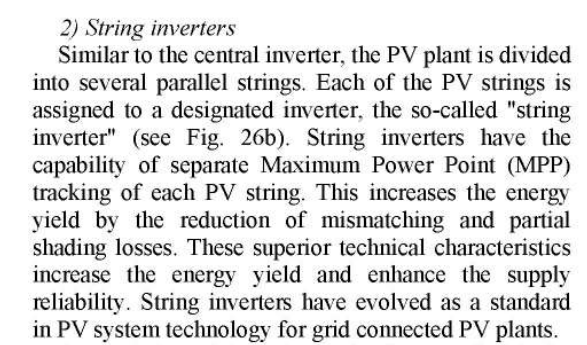 2) String inverters
Similar to the central inverter, the PV plant is divided
into several parallel strings. Each of the PV strings is
assigned to a designated inverter, the so-called "string
inverter" (see Fig. 26b). String inverters have the
capability of separate Maximum Power Point (MPP)
tracking of each PV string. This increases the energy
yield by the reduction of mismatching and partial
shading losses. These superior technical characteristics
increase the energy yield and enhance the supply
reliability. String inverters have evolved as a standard
in PV system technology for grid connected PV plants.